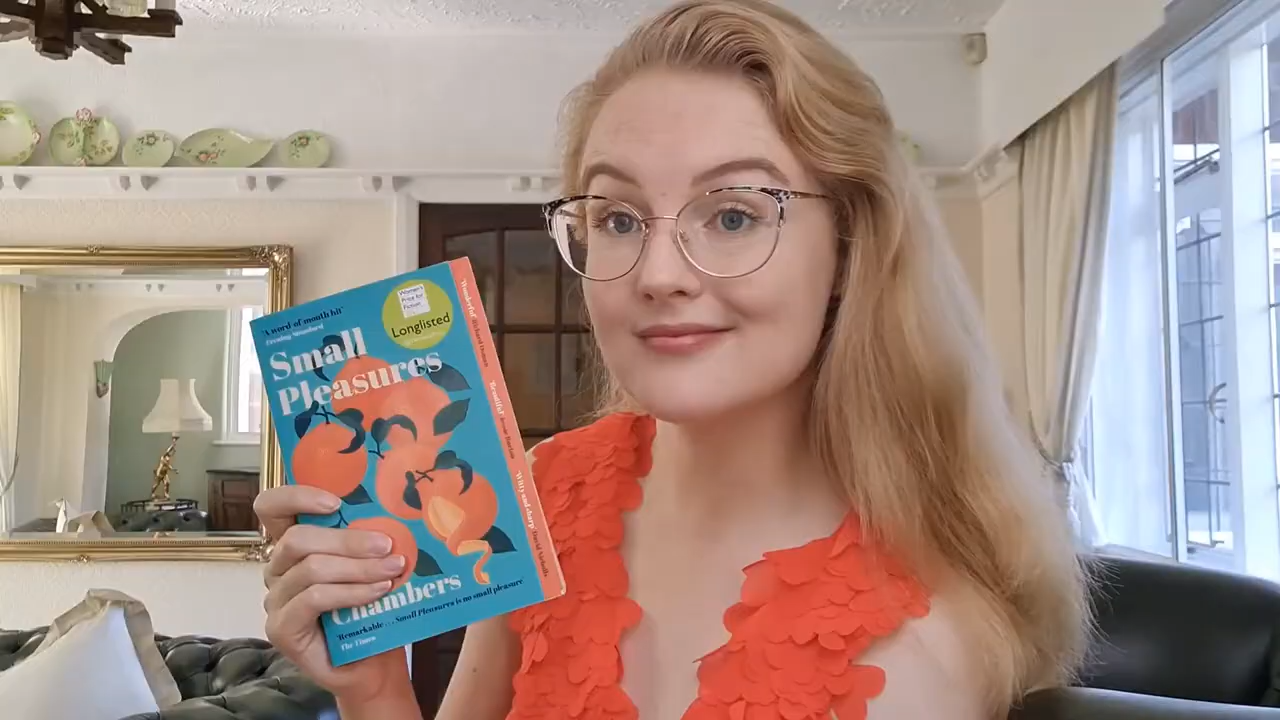 'A word-of-mouth hit'
Evening Standard
Women's
Prize for
Fiction
Longlisted
Small
Pleasures
Chambers
'Remarkable ... Small Pleasures is no small pleasure'
The Times
'Wonderful' Richard Osman
'Beautiful' Jessie Burton
'Witty and sharp' David Nicholls